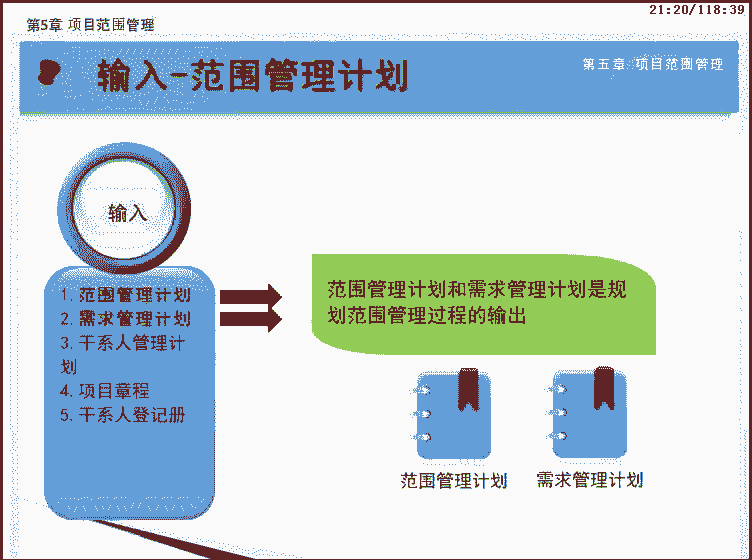 21:20/118:39
第5章 项目范围管理
输入-范围管理计划
第五章 项目范围管理
输入
1. 范围管理计划
2. 需求管理计划
3. 干系人管理计
划
4. 项目章程
5. 干系人登记册
范围管理计划和需求管理计划是规
划范围管理过程的输出
范围管理计划
需求管理计划